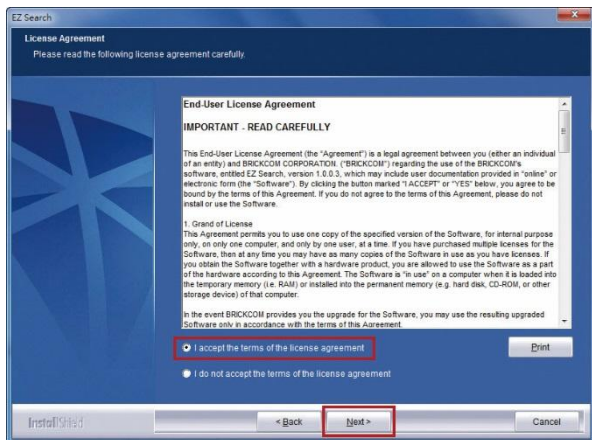 EZ Search
License Agreement
Please read the following license agreement carefully.
End-User License Agreement
IMPORTANT - READ CAREFULLY
This End-User License Agreement (the "Agreement") is a legal agreement between you (either an individual
of an entity) and BRICKCOM CORPORATION. ("BRICKCOM") regarding the use of the BRICKCOM's
software, entitled EZ Search, version 1.0.0.3, which may include user documentation provided in "online" or
electronic form (the "Software"). By clicking the button marked "I ACCEPT" or "YES" below, you agree to be
bound by the terms of this Agreement. If you do not agree to the terms of this Agreement, please do not
install or use the Software.
1. Grand of License
This Agreement permits you to use one copy of the specified version of the Software, for internal purpose
only, on only one computer, and only by one user, at a time. If you have purchased multiple licenses for the
Software, then at any time you may have as many copies of the Software in use as you have licenses. If
you obtain the Software together with a hardware product, you are allowed to use the Software as a part
of the hardware according to this Agreement. The Software is "in use" on a computer when it is loaded into
the temporary memory (i.e. RAM) or installed into the permanent memory (e.g. hard disk, CD-ROM, or other
storage device) of that computer.
In the event BRICKCOM provides you the upgrade for the Software, you may use the resulting upgraded
Software only in accordance with the terms of this Agreement.
I accept the terms of the license agreement
Print
I do not accept the terms of the license agreement
InstallShield
< Back
Next >
Cancel